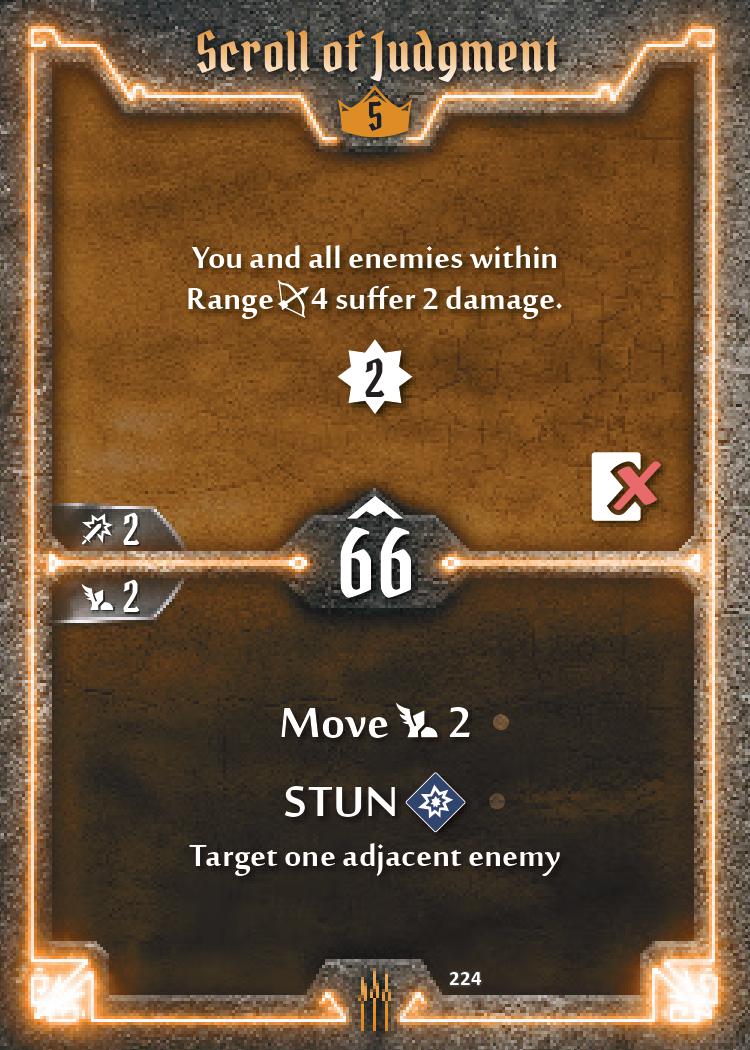 Scroll of Judgment
5
You and all enemies within
Range 4 suffer 2 damage.
2
2
66
2
Move 2
STUN
Target one adjacent enemy
224